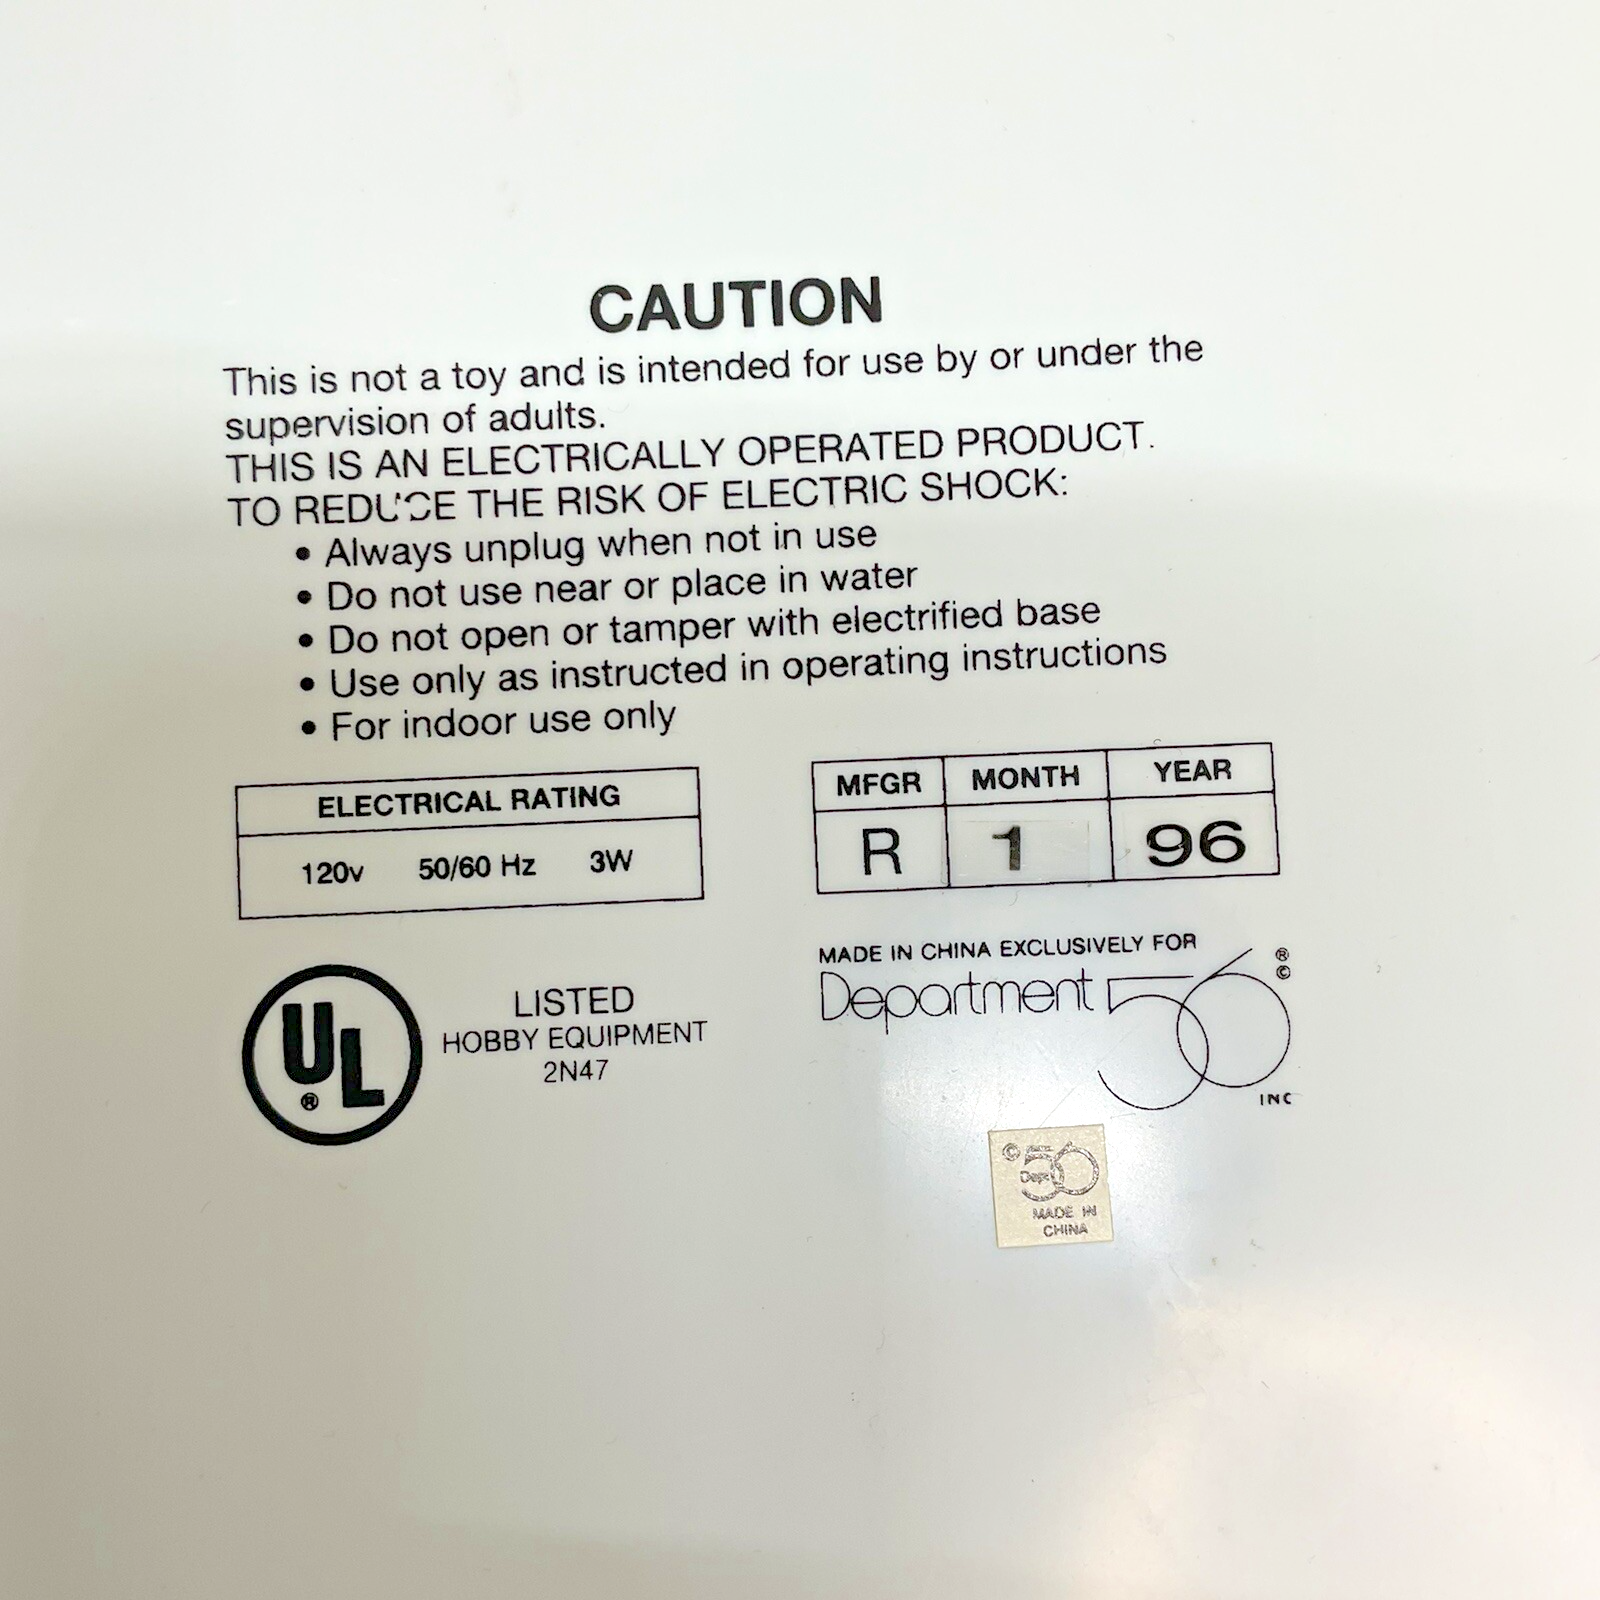 CAUTION
This is not a toy and is intended for use by or under the
supervision of adults.
THIS IS AN ELECTRICALLY OPERATED PRODUCT.
TO REDUCE THE RISK OF ELECTRIC SHOCK:
• Always unplug when not in use
• Do not use near or place in water
• Do not open or tamper with electrified base
• Use only as instructed in operating instructions
• For indoor use only
ELECTRICAL RATING
120v 50/60 Hz 3W
MFGR MONTH YEAR
R 1 96
UL ®
LISTED
HOBBY EQUIPMENT
2N47
MADE IN CHINA EXCLUSIVELY FOR
Department 56 ® ©
INC
© Dept 56
MADE IN
CHINA